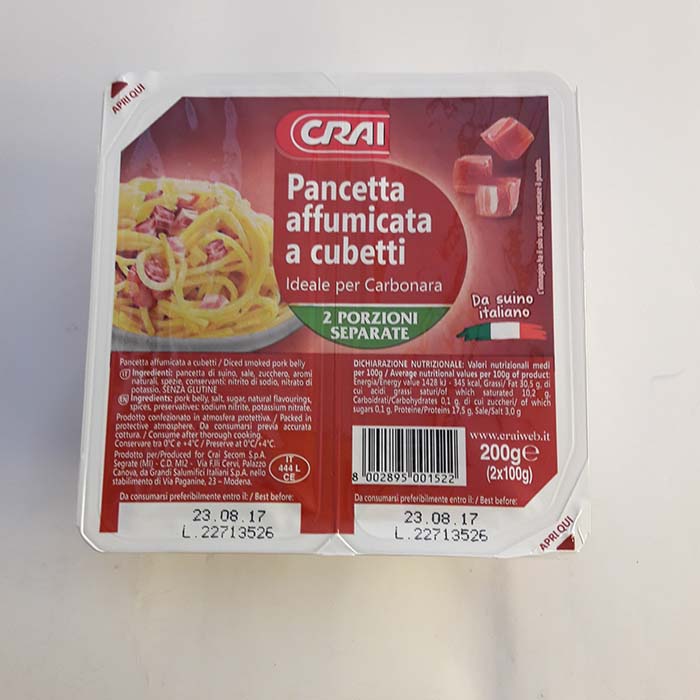 APRI QUI
CRAI
Pancetta
affumicata
a cubetti
Ideale per Carbonara
2 PORZIONI
SEPARATE
Da suino
italiano
L'immagine ha il solo scopo di presentare il prodotto.
Pancetta affumicata a cubetti / Diced smoked pork belly
IT Ingredienti: pancetta di suino, sale, zucchero, aromi
naturali, spezie, conservanti: nitrito di sodio, nitrato di
potassio. SENZA GLUTINE
EN Ingredients: pork belly, salt, sugar, natural flavourings,
spices, preservatives: sodium nitrite, potassium nitrate.
Prodotto confezionato in atmosfera protettiva. / Packed in
protective atmosphere. Da consumarsi previa accurata
cottura. / Consume after thorough cooking.
Conservare tra 0°C e +4°C / Preserve at 0°C/+4°C.
Prodotto per/Produced for Crai Secom S.p.A.
Segrate (MI) - C.D. MI2 - Via F.lli Cervi, Palazzo
Canova, da Grandi Salumifici Italiani S.p.A. nello
stabilimento di Via Paganine, 23 – Modena.
IT
444 L
CE
Da consumarsi preferibilmente entro il: / Best before:
23.08.17
L.22713526
DICHIARAZIONE NUTRIZIONALE: Valori nutrizionali medi
per 100g / Average nutritional values per 100g of product:
Energia/Energy value 1428 kJ - 345 kcal, Grassi/ Fat 30,5 g, di
cui acidi grassi saturi/of which saturated 10,2 g,
Carboidrati/Carbohydrates 0,1 g, di cui zuccheri/ of which
sugars 0,1 g. Proteine/Proteins 17,5 g, Sale/Salt 3,0 g
8 002895 001522
www.craiweb.it
200g e
(2x100g)
Da consumarsi preferibilmente entro il: / Best before:
23.08.17
L.22713526
APRI QUI